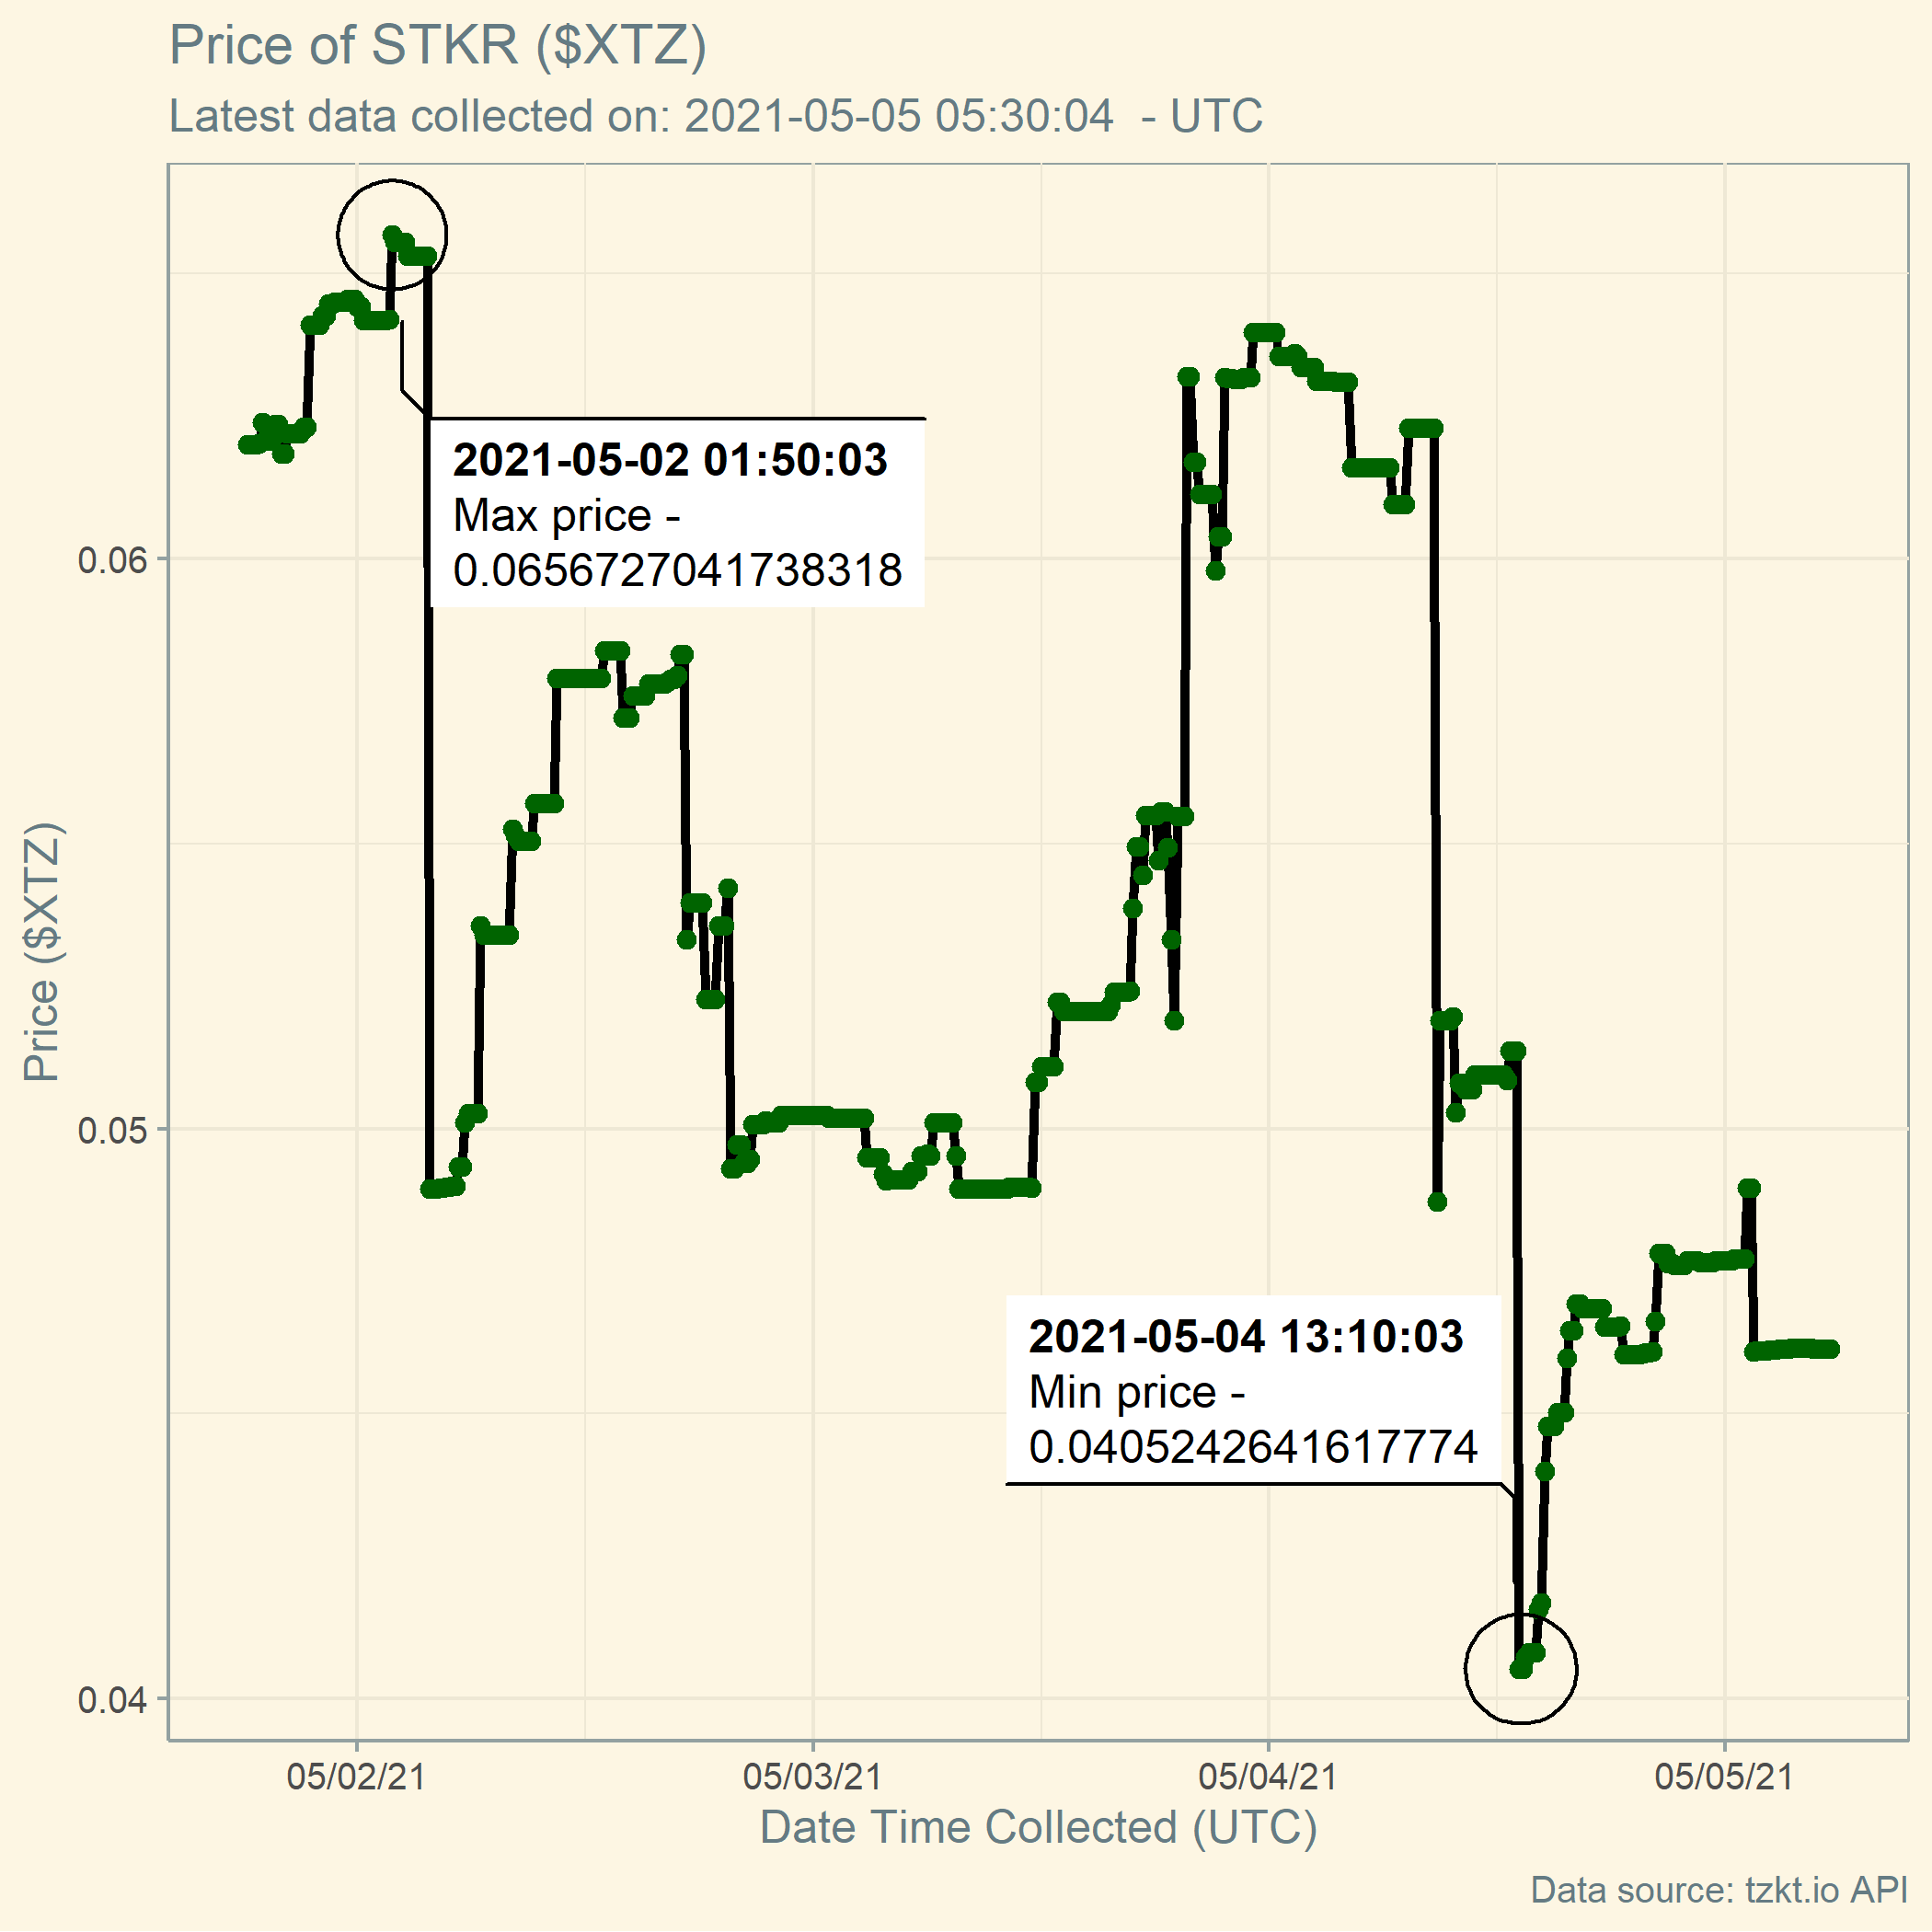 Price of STKR ($XTZ)
Latest data collected on: 2021-05-05 05:30:04  - UTC
2021-05-02 01:50:03
Max price -
0.0656727041738318
0.06
Price ($XTZ)
0.05
2021-05-04 13:10:03
Min price -
0.0405242641617774
0.04
05/02/21 05/03/21 05/04/21 05/05/21
Date Time Collected (UTC)
Data source: tzkt.io API